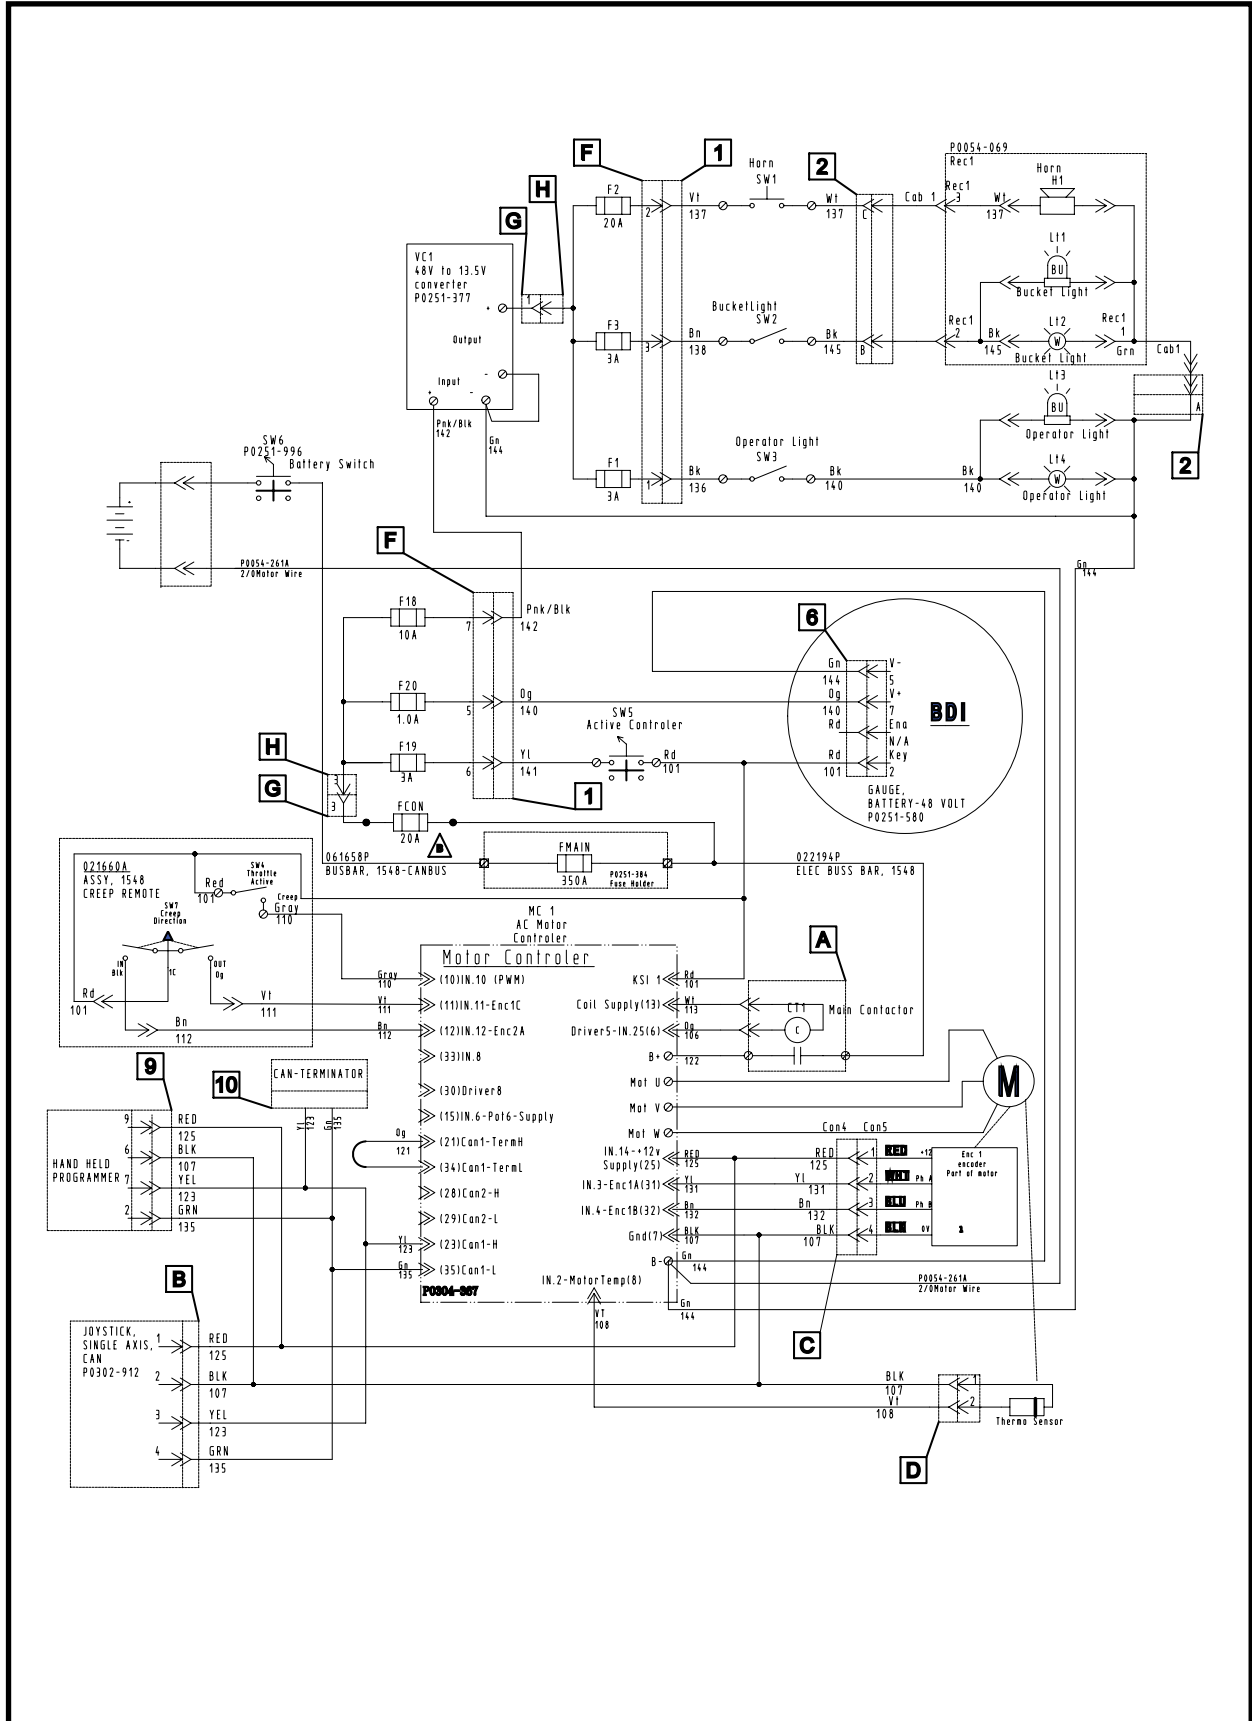 F
1
2
P0054-069
Rec1
H
G
F2
20A
2
Vt
137
Horn
SW1
Wt
137
C
Cab 1
Rec1
3
Wt
137
Horn
H1
Lt1
BU
Bucket Light
VC1
48V to 13.5V
converter
P0251-377
+
Output
-
Input
+
-
1
F3
3A
3
Bn
138
BucketLight
SW2
Bk
145
B
Rec1
2
Bk
145
Lt2
W
Bucket Light
Rec1
1
Grn
Cab1
A
2
Lt3
BU
Operator Light
Pnk/Blk
142
Gn
144
F1
3A
1
Bk
136
Operator Light
SW3
Bk
140
Bk
140
Lt4
W
Operator Light
SW6
P0251-996
Battery Switch
+
-
P0054-261A
2/0Motor Wire
Gn
144
F
F18
10A
7
Pnk/Blk
142
F20
1.0A
5
Og
140
F19
3A
6
Yl
141
SW5
Active Controler
Rd
101
1
6
Gn
144
V-
5
Og
140
V+
7
Rd
Ena
N/A
Rd
101
Key
2
BDI
GAUGE,
BATTERY-48 VOLT
P0251-580
H
G
3
3
FCON
20A
B
061658P
BUSBAR, 1548-CANBUS
FMAIN
350A
P0251-384
Fuse Holder
022194P
ELEC BUSS BAR, 1548
021660A
ASSY, 1548
CREEP REMOTE
Red
101
SW4
Throttle
Active
Creep
Gray
110
SW7
Creep
Direction
IN
Blk
1C
OUT
Og
Rd
101
Vt
111
Bn
112
MC 1
AC Motor
Controler
Motor Controler
Gray
110
(10)IN.10 (PWM)
Vt
111
(11)IN.11-Enc1C
Bn
112
(12)IN.12-Enc2A
(33)IN.8
(30)Driver8
(15)IN.6-Pot6-Supply
Og
121
(21)Can1-TermH
(34)Can1-TermL
(28)Can2-H
(29)Can2-L
Yl
123
(23)Can1-H
Gn
135
(35)Can1-L
P0304-867
KSI 1
Rd
101
Coil Supply(13)
Wt
113
Driver5-IN.25(6)
Og
106
B+
122
Mot U
Mot V
Mot W
IN.14-+12v
Supply(25)
RED
125
IN.3-Enc1A(31)
Yl
131
IN.4-Enc1B(32)
Bn
132
Gnd(7)
BLK
107
B-
Gn
144
IN.2-MotorTemp(8)
VT
108
Gn
144
A
CT1
C
Main Contactor
M
Con4
Con5
RED
125
1
RED
+12
Yl
131
2
WHI
Ph A
Bn
132
3
BLU
Ph B
BLK
107
4
BLK
0V
Enc 1
encoder
Part of motor
P0054-261A
2/0Motor Wire
C
9
10
CAN-TERMINATOR
Yl
123
Gn
135
HAND HELD
PROGRAMMER
9
RED
125
6
BLK
107
7
YEL
123
2
GRN
135
B
JOYSTICK,
SINGLE AXIS,
CAN
P0302-912
1
RED
125
2
BLK
107
3
YEL
123
4
GRN
135
BLK
107
1
Vt
108
2
Thermo Sensor
D